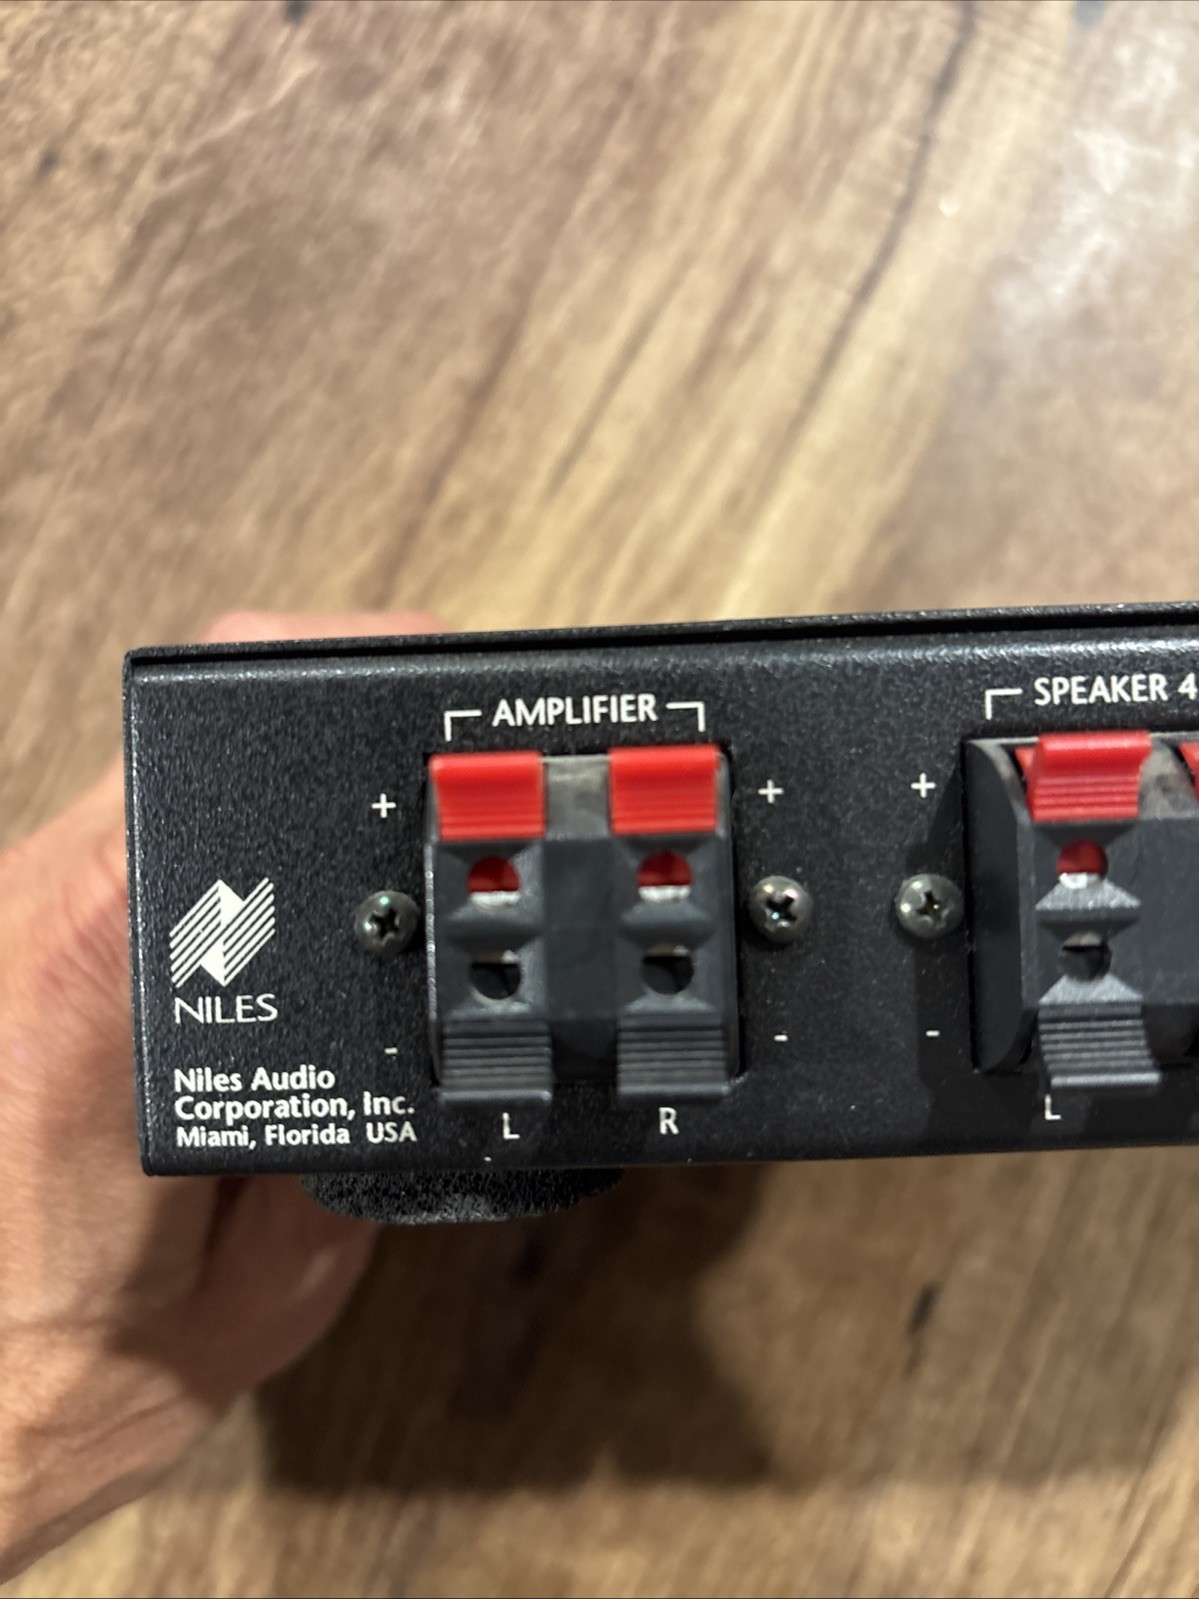 AMPLIFIER
SPEAKER 4
+
+
+
NILES
-
-
-
Niles Audio
Corporation, Inc.
Miami, Florida USA
L
R
L